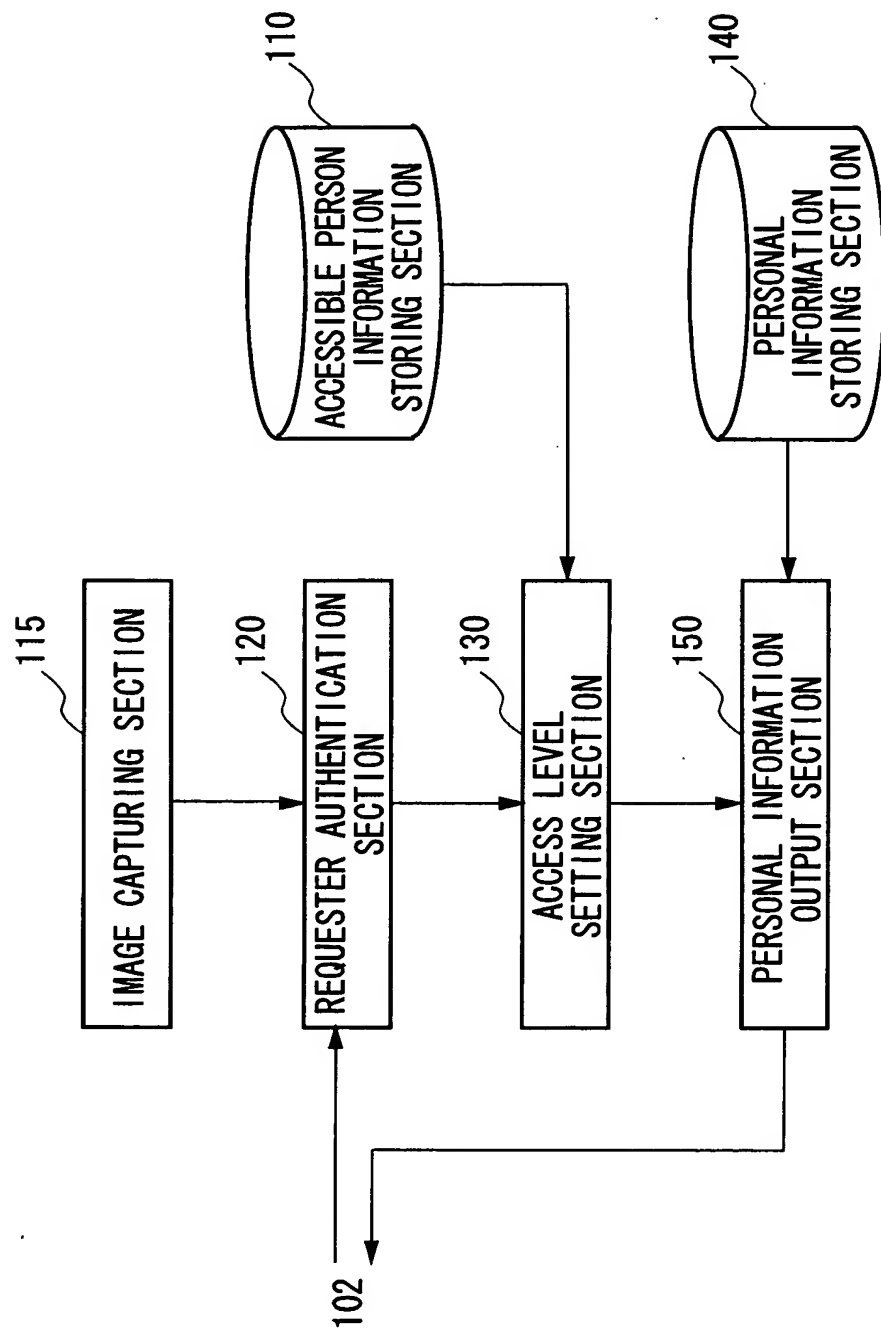 110
ACCESSIBLE PERSON
INFORMATION
STORING SECTION
140
PERSONAL
INFORMATION
STORING SECTION
115
IMAGE CAPTURING SECTION
120
REQUESTER AUTHENTICATION
SECTION
130
ACCESS LEVEL
SETTING SECTION
150
PERSONAL INFORMATION
OUTPUT SECTION
102